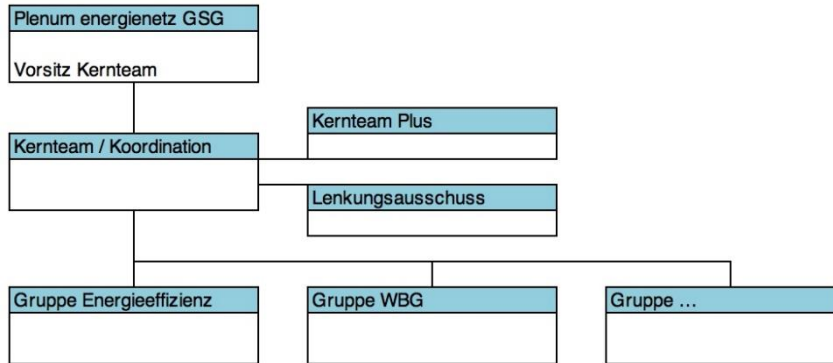 Plenum energienetz GSG
Vorsitz Kernteam
Kernteam / Koordination
Kernteam Plus
Lenkungsausschuss
Gruppe Energieeffizienz
Gruppe WBG
Gruppe ...